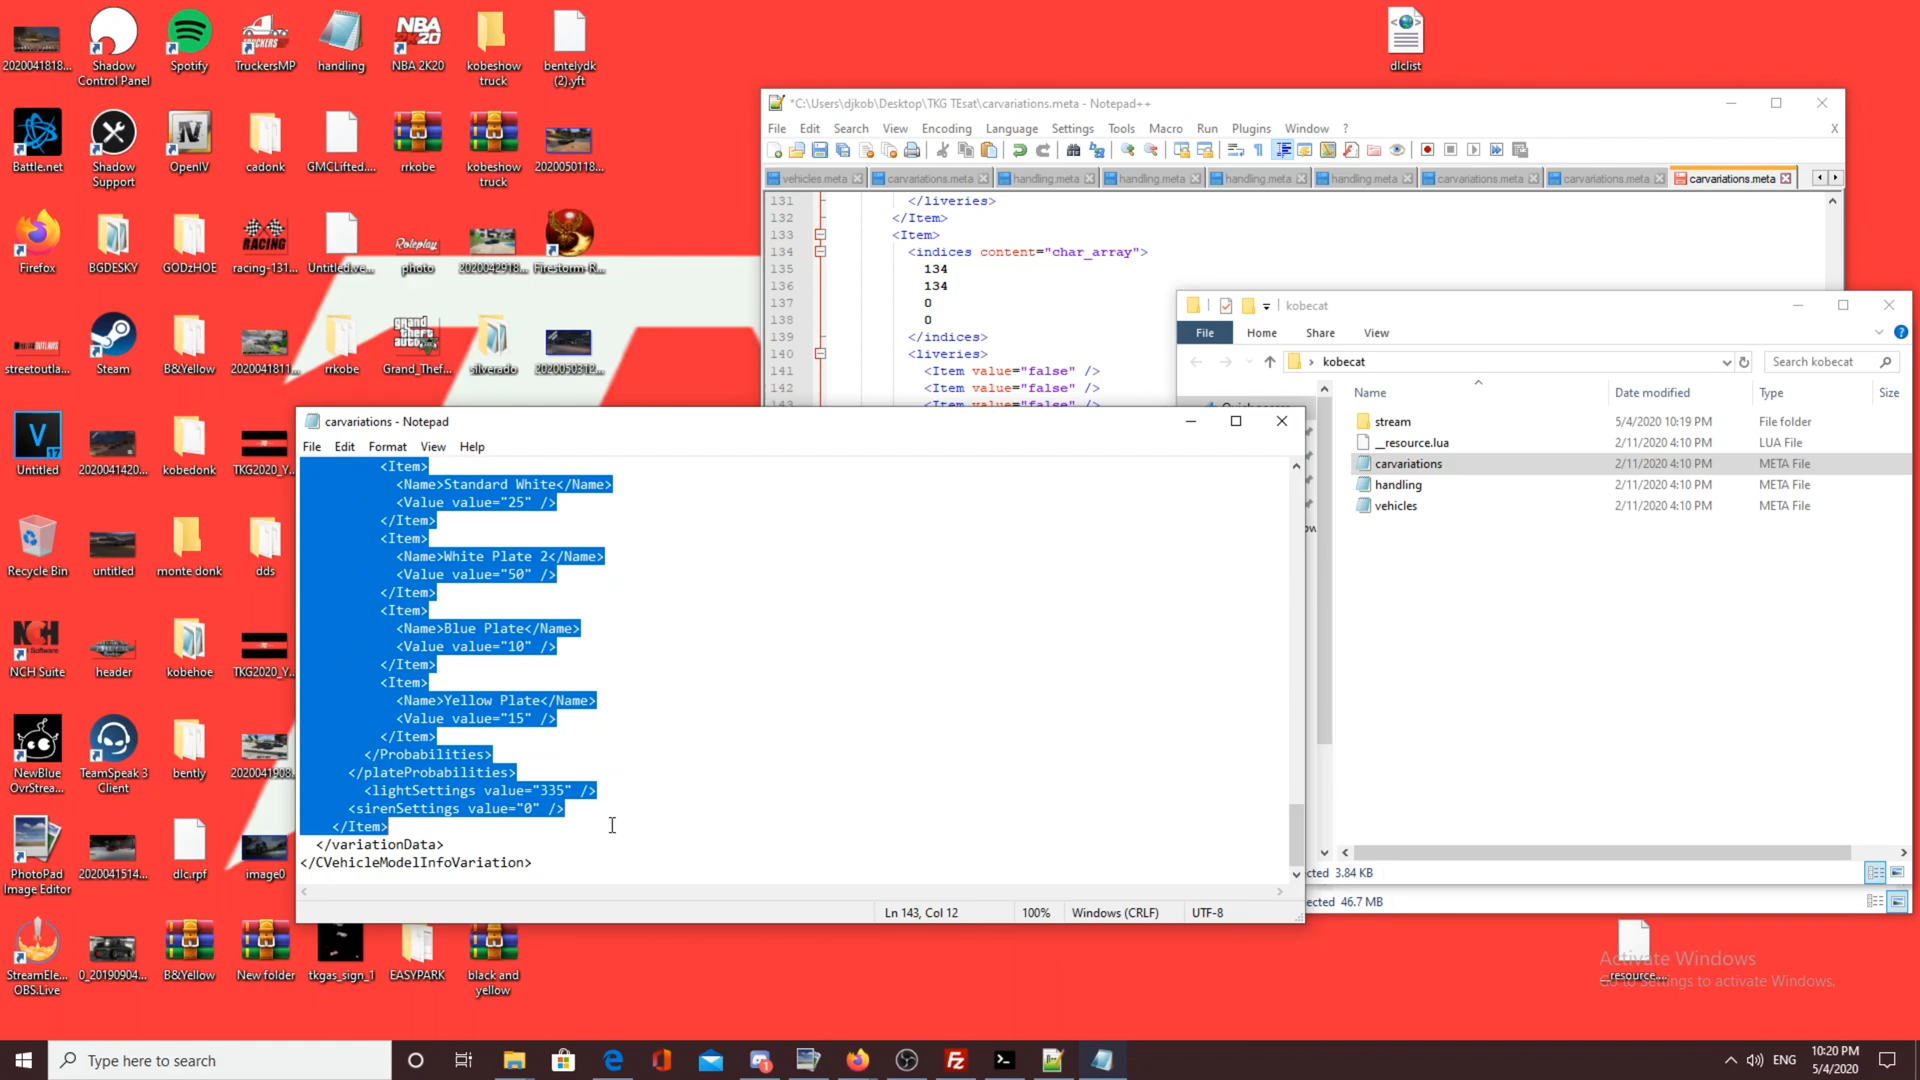 2020041818...
Shadow
Control Panel
Spotify
TruckersMP
handling
NBA 2K20
kobeshow
truck
bentelydk
(2).yft
dlclist
Battle.net
Shadow
Support
OpenIV
cadonk
GMCLifted....
rrkobe
kobeshow
truck
2020050118...
Firefox
BGDESKY
GODzHOE
racing-131...
Untitled.ve...
photo
2020042918...
Firestorm-R...
Steam
B&Yellow
2020041811...
rrkobe
Grand_Thef...
silverado
2020050312...
Untitled
2020041420...
kobedonk
TKG2020_Y...
Recycle Bin
untitled
monte donk
dds
NCH Suite
header
kobehoe
TKG2020_Y...
NewBlue
OvrStrea...
TeamSpeak 3
Client
bently
2020041908...
PhotoPad
Image Editor
2020041514...
dlc.rpf
image0
StreamEle...
OBS.Live
0_20190904...
B&Yellow
New folder
tkgas_sign_1
EASYPARK
black and
yellow
*C:\Users\djkob\Desktop\TKG TEsat\carvariations.meta - Notepad++
File Edit Search View Encoding Language Settings Tools Macro Run Plugins Window ? X
vehicles.meta carvariations.meta handling.meta handling.meta handling.meta handling.meta carvariations.meta carvariations.meta carvariations.meta
131 </liveries>
132 </Item>
133 <Item>
134 <indices content="char_array">
135 134
136 134
137 0
138 0
139 </indices>
140 <liveries>
141 <Item value="false" />
142 <Item value="false" />
143 <Item value="false" />
kobecat
File Home Share View
kobecat
Search kobecat
Name Date modified Type Size
stream 5/4/2020 10:19 PM File folder
__resource.lua 2/11/2020 4:10 PM LUA File
carvariations 2/11/2020 4:10 PM META File
handling 2/11/2020 4:10 PM META File
vehicles 2/11/2020 4:10 PM META File
cted 3.84 KB
ected 46.7 MB
carvariations - Notepad
File Edit Format View Help
<Item>
<Name>Standard White</Name>
<Value value="25" />
</Item>
<Item>
<Name>White Plate 2</Name>
<Value value="50" />
</Item>
<Item>
<Name>Blue Plate</Name>
<Value value="10" />
</Item>
<Item>
<Name>Yellow Plate</Name>
<Value value="15" />
</Item>
</Probabilities>
</plateProbabilities>
<lightSettings value="335" />
<sirenSettings value="0" />
</Item>
</variationData>
</CVehicleModelInfoVariation>
Ln 143, Col 12 100% Windows (CRLF) UTF-8
Activate Windows
Go to Settings to activate Windows.
Type here to search
ENG
10:20 PM
5/4/2020